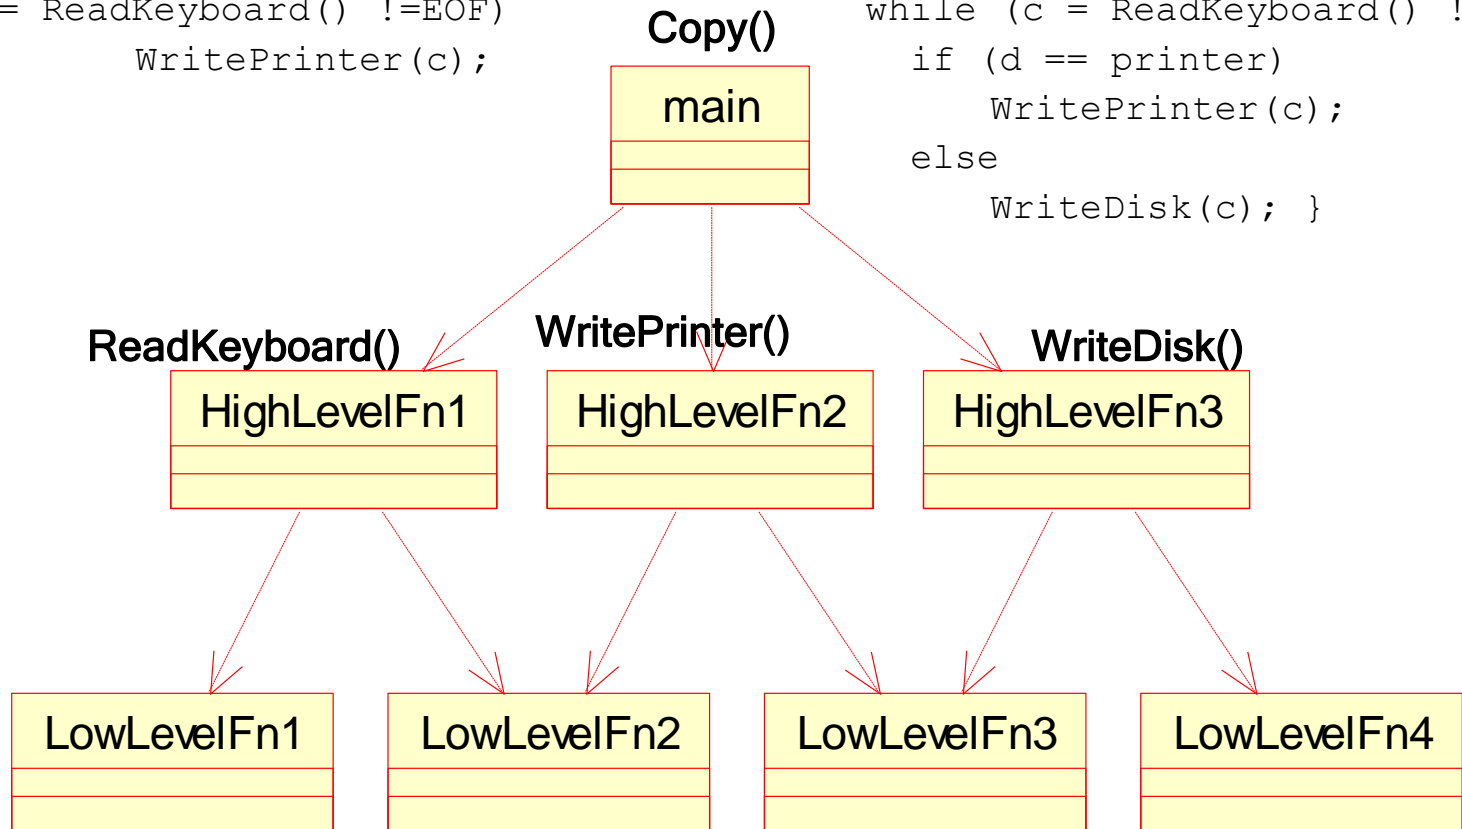 = ReadKeyboard() !=EOF)
WritePrinter(c);
while (c = ReadKeyboard() !
if (d == printer)
WritePrinter(c);
else
WriteDisk(c); }
Copy()
main
ReadKeyboard()
WritePrinter()
WriteDisk()
HighLevelFn1
HighLevelFn2
HighLevelFn3
LowLevelFn1
LowLevelFn2
LowLevelFn3
LowLevelFn4